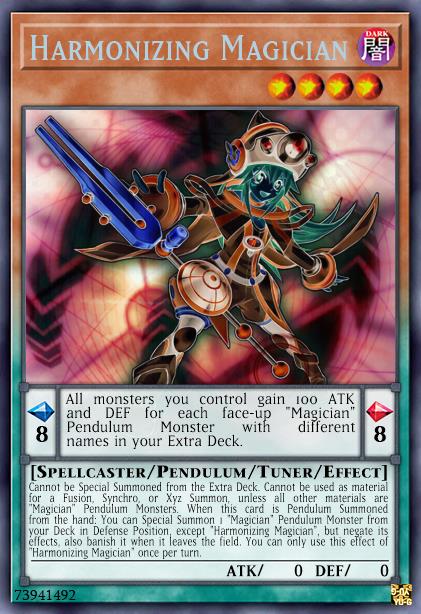 HARMONIZING MAGICIAN
DARK
闇
All monsters you control gain 100 ATK
and DEF for each face-up "Magician"
Pendulum Monster with different
names in your Extra Deck.
8
8
[SPELLCASTER/PENDULUM/TUNER/EFFECT]
Cannot be Special Summoned from the Extra Deck. Cannot be used as material
for a Fusion, Synchro, or Xyz Summon, unless all other materials are
"Magician" Pendulum Monsters. When this card is Pendulum Summoned
from the hand: You can Special Summon 1 "Magician" Pendulum Monster from
your Deck in Defense Position, except "Harmonizing Magician", but negate its
effects, also banish it when it leaves the field. You can only use this effect of
"Harmonizing Magician" once per turn.
ATK/ 0 DEF/ 0
73941492